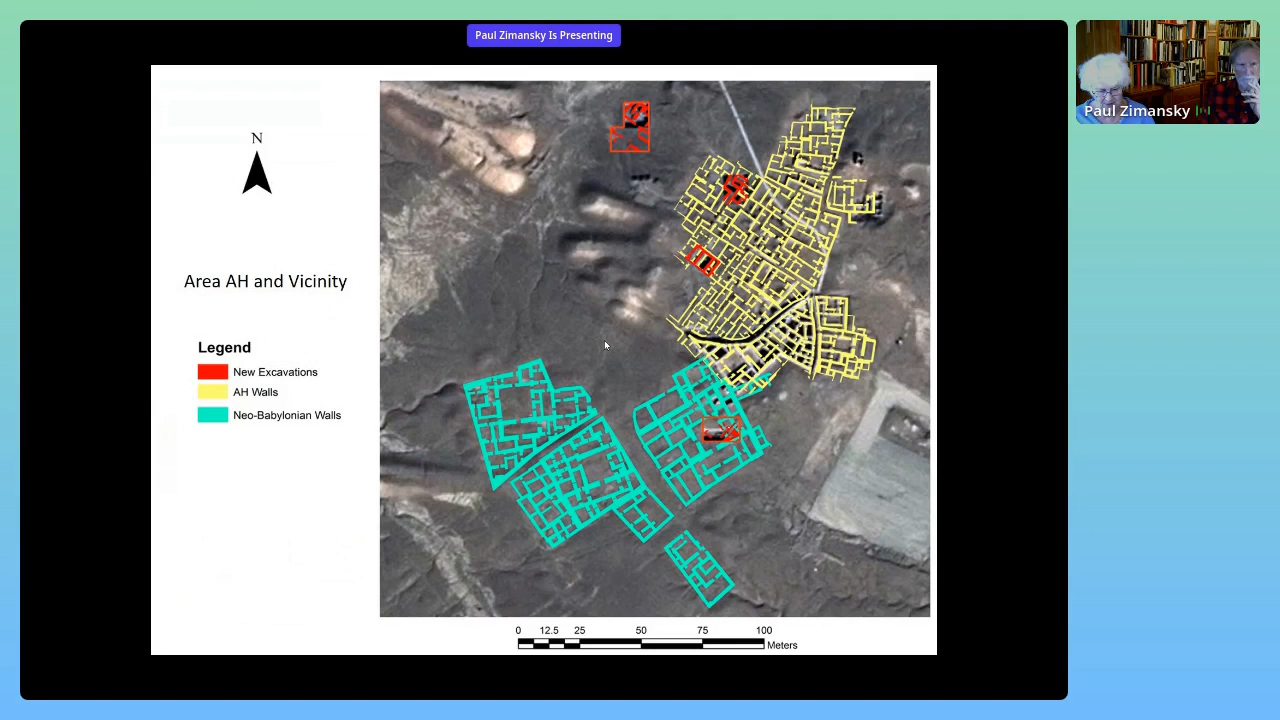 Paul Zimansky Is Presenting
Paul Zimansky
N
Area AH and Vicinity
Legend
New Excavations
AH Walls
Neo-Babylonian Walls
0 12.5 25 50 75 100
Meters